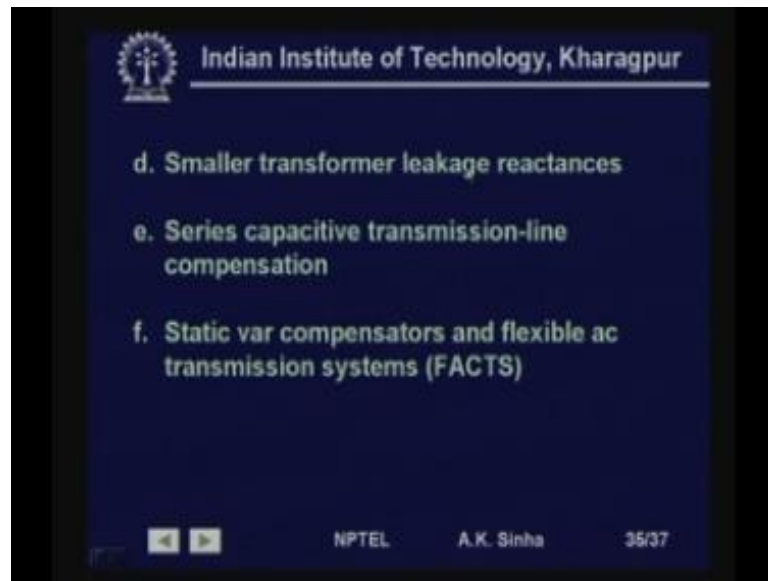 Indian Institute of Technology, Kharagpur
d. Smaller transformer leakage reactances
e. Series capacitive transmission-line
compensation
f. Static var compensators and flexible ac
transmission systems (FACTS)
NPTEL A.K. Sinha 35/37